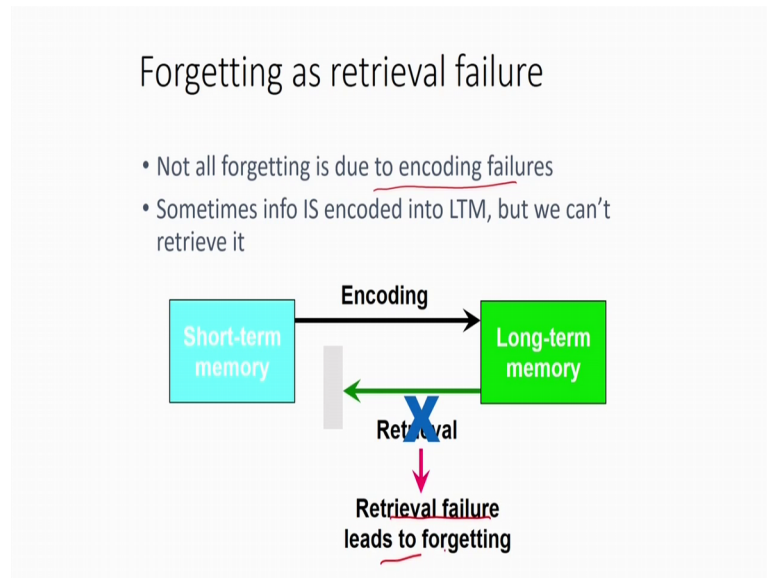 Forgetting as retrieval failure
• Not all forgetting is due to encoding failures
• Sometimes info IS encoded into LTM, but we can't
retrieve it
Encoding
Short-term
memory
Long-term
memory
Retrieval
Retrieval failure
leads to forgetting